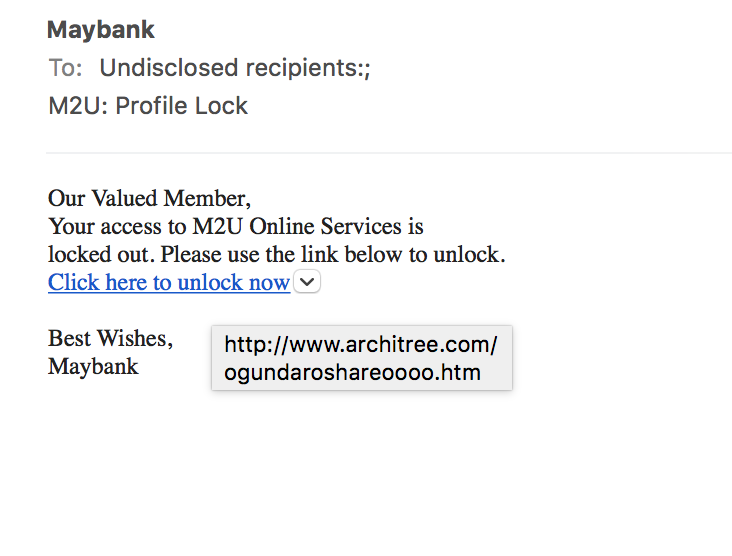 Maybank
To: Undisclosed recipients:;
M2U: Profile Lock
Our Valued Member,
Your access to M2U Online Services is
locked out. Please use the link below to unlock.
Click here to unlock now
Best Wishes,
Maybank
http://www.architree.com/
ogundaroshareoooo.htm